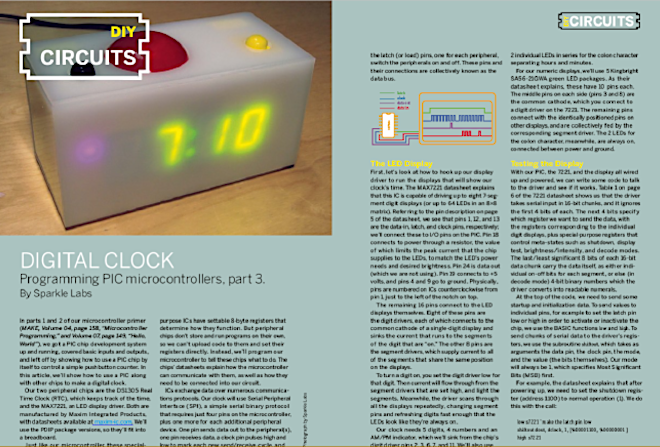 DIY
CIRCUITS
7:10
DIY
CIRCUITS
DIGITAL CLOCK
Programming PIC microcontrollers, part 3.
By Sparkle Labs
In parts 1 and 2 of our microcontroller primer
(MAKE, Volume 04, page 158, "Microcontroller
Programming," and Volume 07, page 149, "Hello,
World"), we got a PIC chip development system
up and running, covered basic inputs and outputs,
and left off by showing how to use a PIC chip by
itself to control a simple push button counter. In
this article, we'll show how to use a PIC along
with other chips to make a digital clock.
Our two peripheral chips are the DS1305 Real
Time Clock (RTC), which keeps track of the time,
and the MAX7221, an LED display driver. Both are
manufactured by Maxim Integrated Products,
with datasheets available at
use the PDIP package versions, so they'll fit into
a breadboard.
Just like our microcontroller, these special-
purpose ICs have settable 8-byte registers that
determine how they function. But peripheral
chips don't store and run programs on their own,
so we can't upload code to them and set their
registers directly. Instead, we'll program our
microcontroller to tell these chips what to do. The
chips' datasheets explain how the microcontroller
can communicate with them, as well as how they
need to be connected into our circuit.
ICs exchange data over numerous communica-
tions protocols. Our clock will use Serial Peripheral
Interface (SPI), a simple serial binary protocol
that requires just four pins on the microcontroller,
plus one more for each additional peripheral
device. One pin sends data out to the peripheral(s),
one pin receives data, a clock pin pulses high and
low to mark each new send/receive cycle, and
the latch (or load) pins, one for each peripheral,
switch the peripherals on and off. These pins and
their connections are collectively known as the
data bus.
The LED Display
First, let's look at how to hook up our display
driver to run the displays that will show our
clock's time. The MAX7221 datasheet explains
that this IC is capable of driving up to eight 7-seg-
ment digit displays (or up to 64 LEDs in an 8×8
matrix). Referring to the pin description on page
5 of the datasheet, we see that pins 1, 12, and 13
are the data-in, latch, and clock pins, respectively;
we'll connect these to I/O pins on the PIC. Pin 18
connects to power through a resistor, the value
of which limits the peak current that the chip
supplies to the LEDs, to match the LED's power
needs and desired brightness. Pin 24 is data out
(which we are not using). Pin 19 connects to +5
volts, and pins 4 and 9 go to ground. Physically,
pins are numbered on ICs counterclockwise from
pin 1, just to the left of the notch on top.
The remaining 16 pins connect to the LED
displays themselves. Eight of these pins are
the digit drivers, each of which connects to the
common cathode of a single-digit display and
sinks the current that runs to the segments
of the digit that are "on." The other 8 pins are
the segment drivers, which supply current to all
of the segments that share the same position
on the displays.
To turn a digit on, you set the digit driver low for
that digit. Then current will flow through from the
segment drivers that are set high, and light the
segments. Meanwhile, the driver scans through
all the displays repeatedly, changing segment
pins and refreshing digits fast enough that the
LEDs look like they're always on.
Our clock needs 5 digits, 4 numbers and an
AM/PM indicator, which we'll sink from the chip's
2 individual LEDs in series for the colon character
separating hours and minutes.
For our numeric displays, we'll use 5 Kingbright
datasheet explains, these have 10 pins each.
The middle pins on each side (pins 3 and 8) are
the common cathode, which you connect to
a digit driver on the 7221. The remaining pins
connect with the identically positioned pins on
other displays, and are collectively fed by the
corresponding segment driver. The 2 LEDs for
the colon character, meanwhile, are always on,
connected between power and ground.
Testing the Display
With our PIC, the 7221, and the display all wired
up and powered, we can write some code to talk
to the driver and see if it works. Table 1 on page
6 of the 7221 datasheet shows us that the driver
takes serial input in 16-bit chunks, and it ignores
the first 4 bits of each. The next 4 bits specify
which register we want to send the data, with
the registers corresponding to the individual
digit displays, plus special-purpose registers that
control meta-states such as shutdown, display
test, brightness/intensity, and decode modes.
The last/least significant 8 bits of each 16-bit
data chunk carry the data itself, as either indi-
vidual on-off bits for each segment, or else (in
decode mode) 4-bit binary numbers which the
driver converts into readable numerals.
At the top of the code, we need to send some
startup and initialization data. To send values to
individual pins, for example to set the latch pin
low or high in order to activate or inactivate the
chip, we use the BASIC functions low and high. To
send chunks of serial data to the driver's regis-
ters, we use the subroutine shiftout, which takes as
arguments the data pin, the clock pin, the mode,
and the value (the bits themselves). Our mode
will always be 1, which specifies Most Significant
Bits (MSB) first.
For example, the datasheet explains that after
powering up, we need to set the shutdown regis-
ter (address 1100) to normal operation (1). We do
this with the call: